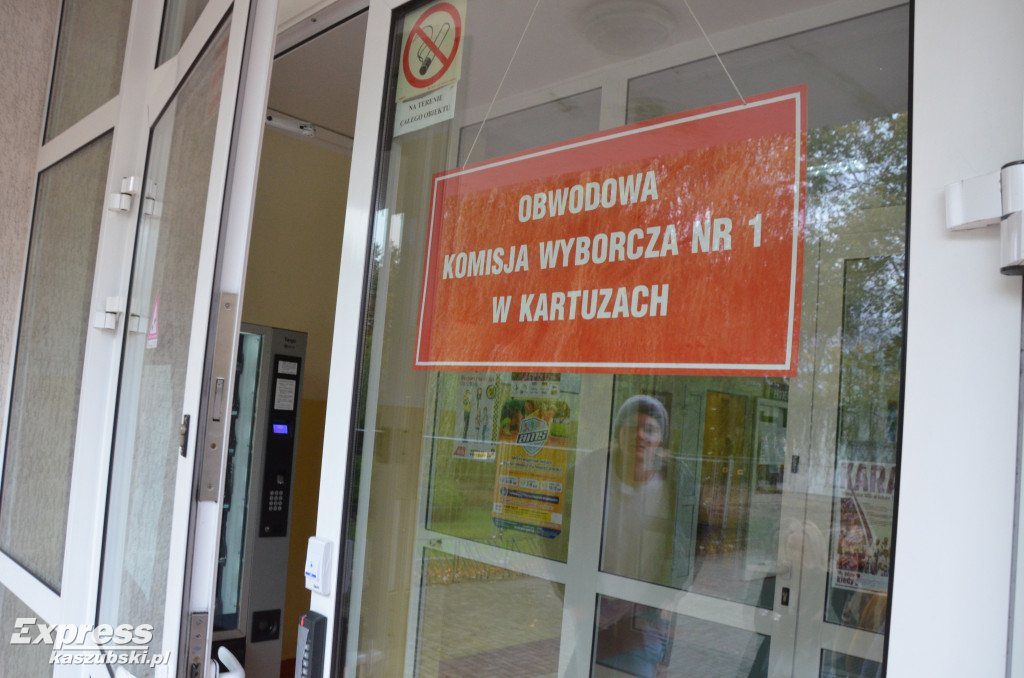 NA TERENIE
CAŁEGO OBIEKTU
OBWODOWA
KOMISJA WYBORCZA NR 1
W KARTUZACH
Express
kaszubski.pl